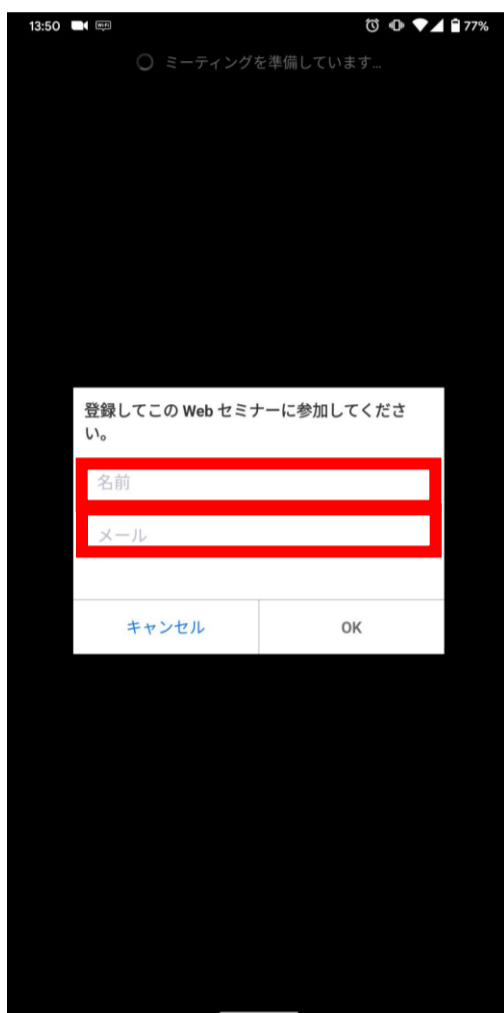 13:50 WiFi 77%
ミーティングを準備しています...
登録してこの Web セミナーに参加してくださ
い。
名前
メール
キャンセル OK